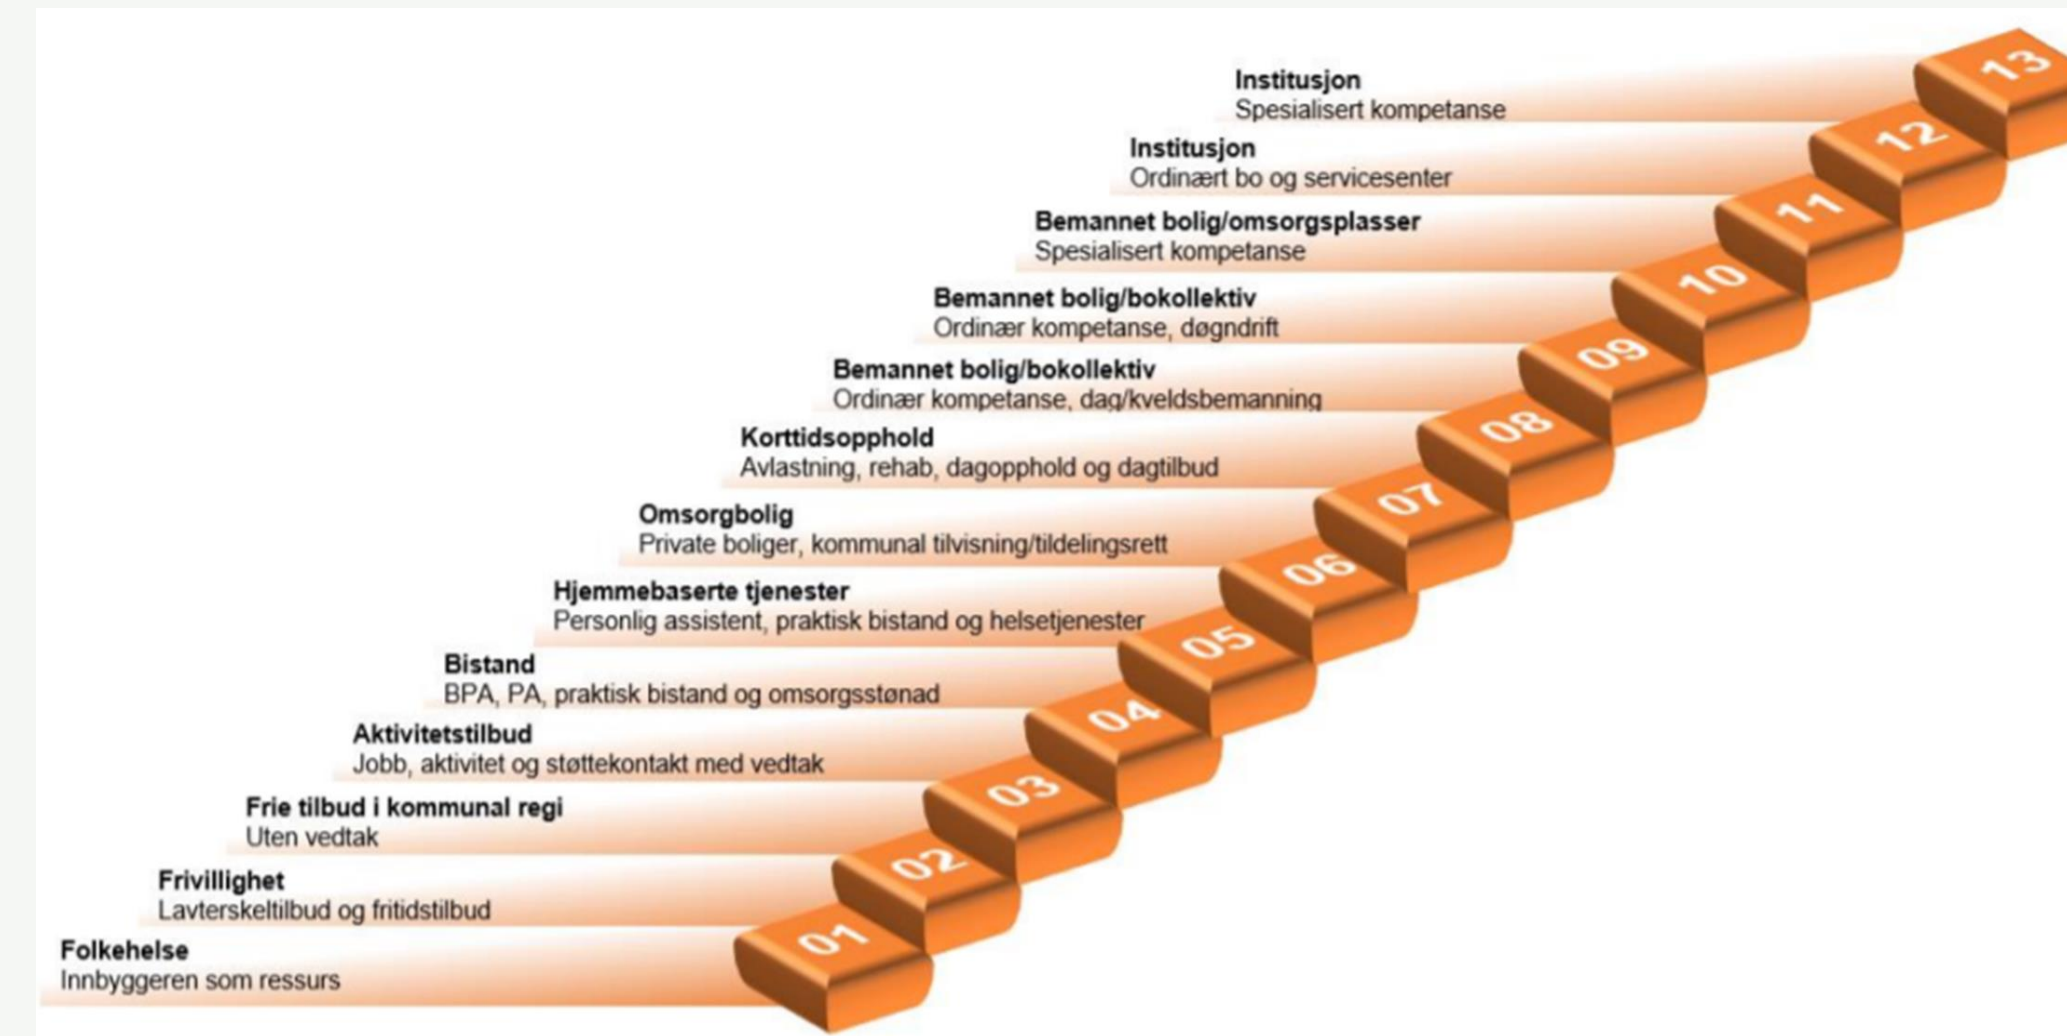 Institusjon
Spesialisert kompetanse
13
Institusjon
Ordinært bo og servicesenter
12
Bemannet bolig/omsorgsplasser
Spesialisert kompetanse
11
Bemannet bolig/bokollektiv
Ordinær kompetanse, døgndrift
10
Bemannet bolig/bokollektiv
Ordinær kompetanse, dag/kveldsbemanning
09
Korttidsopphold
Avlastning, rehab, dagopphold og dagtilbud
08
Omsorgbolig
Private boliger, kommunal tilvisning/tildelingsrett
07
Hjemmebaserte tjenester
Personlig assistent, praktisk bistand og helsetjenester
06
Bistand
BPA, PA, praktisk bistand og omsorgsstønad
05
Aktivitetstilbud
Jobb, aktivitet og støttekontakt med vedtak
04
Frie tilbud i kommunal regi
Uten vedtak
03
Frivillighet
Lavterskeltilbud og fritidstilbud
02
Folkehelse
Innbyggeren som ressurs
01